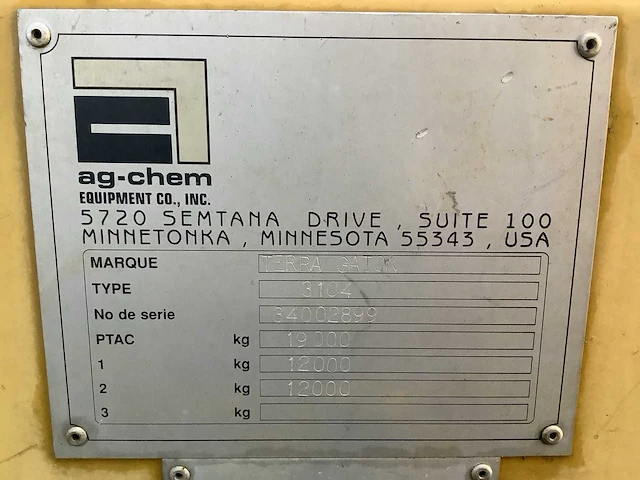 ag-chem
EQUIPMENT CO., INC.
5720 SEMTANA DRIVE, SUITE 100
MINNETONKA, MINNESOTA 55343, USA
MARQUE TERRA GATOR
TYPE 3104
No de serie 34002899
PTAC kg 19000
1 kg 12000
2 kg 12000
3 kg